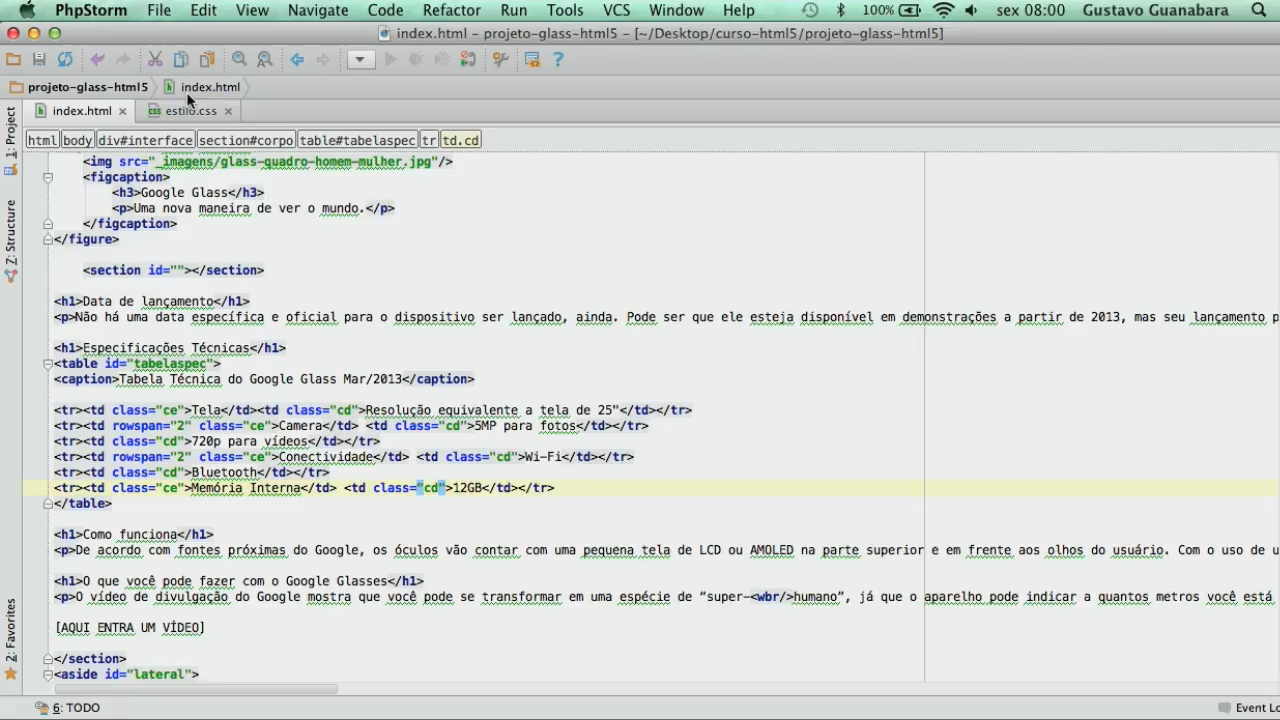 PhpStorm File Edit View Navigate Code Refactor Run Tools VCS Window Help 100% sex 08:00 Gustavo Guanabara
index.html - projeto-glass-html5 - [~/Desktop/curso-html5/projeto-glass-html5]
projeto-glass-html5 index.html
index.html estilo.css
html body div#interface section#corpo table#tabelaspec tr td.cd
1: Project
Z: Structure
2: Favorites
<img src="_imagens/glass-quadro-homem-mulher.jpg"/>
<figcaption>
<h3>Google Glass</h3>
<p>Uma nova maneira de ver o mundo.</p>
</figcaption>
</figure>
<section id=""></section>
<h1>Data de lançamento</h1>
<p>Não há uma data específica e oficial para o dispositivo ser lançado, ainda. Pode ser que ele esteja disponível em demonstrações a partir de 2013, mas seu lançamento p
<h1>Especificações Técnicas</h1>
<table id="tabelaspec">
<caption>Tabela Técnica do Google Glass Mar/2013</caption>
<tr><td class="ce">Tela</td><td class="cd">Resolução equivalente a tela de 25"</td></tr>
<tr><td rowspan="2" class="ce">Camera</td> <td class="cd">5MP para fotos</td></tr>
<tr><td class="cd">720p para vídeos</td></tr>
<tr><td rowspan="2" class="ce">Conectividade</td> <td class="cd">Wi-Fi</td></tr>
<tr><td class="cd">Bluetooth</td></tr>
<tr><td class="ce">Memória Interna</td> <td class="cd">12GB</td></tr>
</table>
<h1>Como funciona</h1>
<p>De acordo com fontes próximas do Google, os óculos vão contar com uma pequena tela de LCD ou AMOLED na parte superior e em frente aos olhos do usuário. Com o uso de u
<h1>O que você pode fazer com o Google Glasses</h1>
<p>O vídeo de divulgação do Google mostra que você pode se transformar em uma espécie de “super-<wbr/>humano”, já que o aparelho pode indicar a quantos metros você está
[AQUI ENTRA UM VÍDEO]
</section>
<aside id="lateral">
6: TODO Event Lo